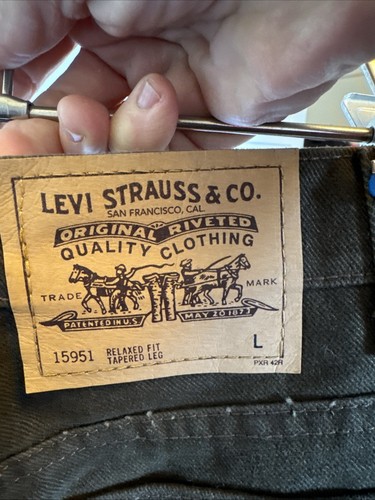 LEVI STRAUSS & CO.
SAN FRANCISCO, CAL
ORIGINAL RIVETED
QUALITY CLOTHING
TRADE MARK
PATENTED IN U.S. MAY 20 1873
15951 RELAXED FIT L
TAPERED LEG
PXR 42R